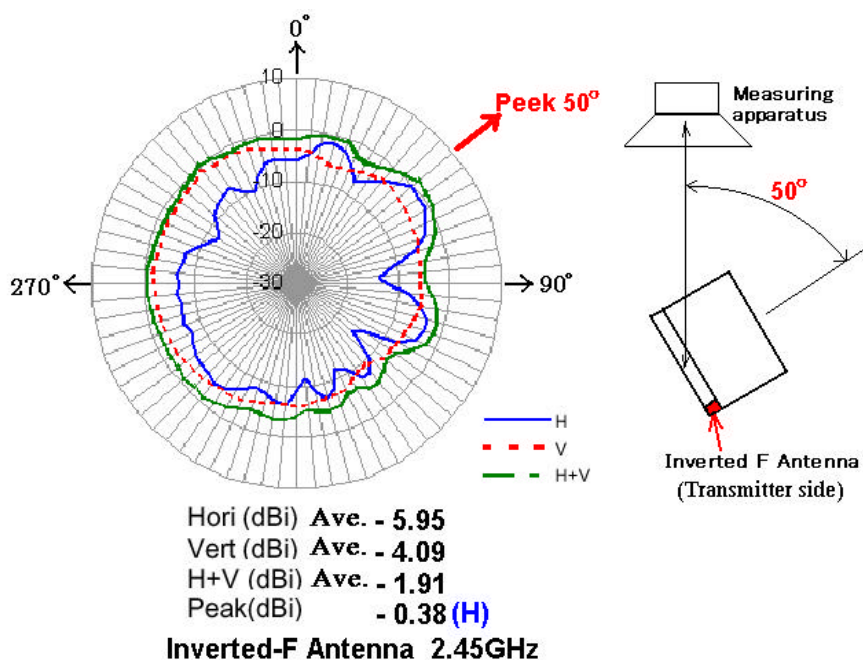 0°
10
0
10
-20
-30
Peek 50°
270°
90°
H
V
H+V
Measuring
apparatus
50°
Inverted F Antenna
(Transmitter side)
Hori (dBi) Ave. - 5.95
Vert (dBi) Ave. - 4.09
H+V (dBi) Ave. - 1.91
Peak(dBi) - 0.38 (H)
Inverted-F Antenna 2.45GHz